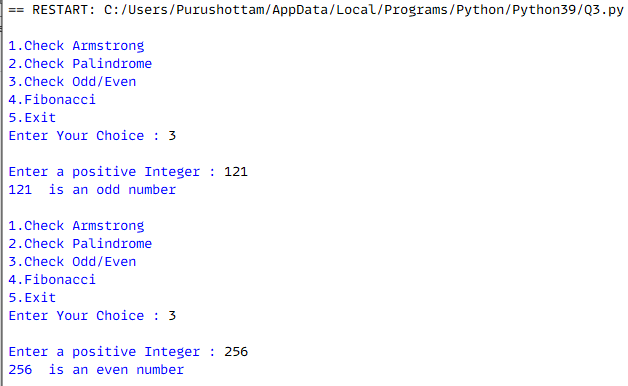 == RESTART: C:/Users/Purushottam/AppData/Local/Programs/Python/Python39/Q3.py
1.Check Armstrong
2.Check Palindrome
3.Check Odd/Even
4.Fibonacci
5.Exit
Enter Your Choice : 3
Enter a positive Integer : 121
121  is an odd number
1.Check Armstrong
2.Check Palindrome
3.Check Odd/Even
4.Fibonacci
5.Exit
Enter Your Choice : 3
Enter a positive Integer : 256
256  is an even number